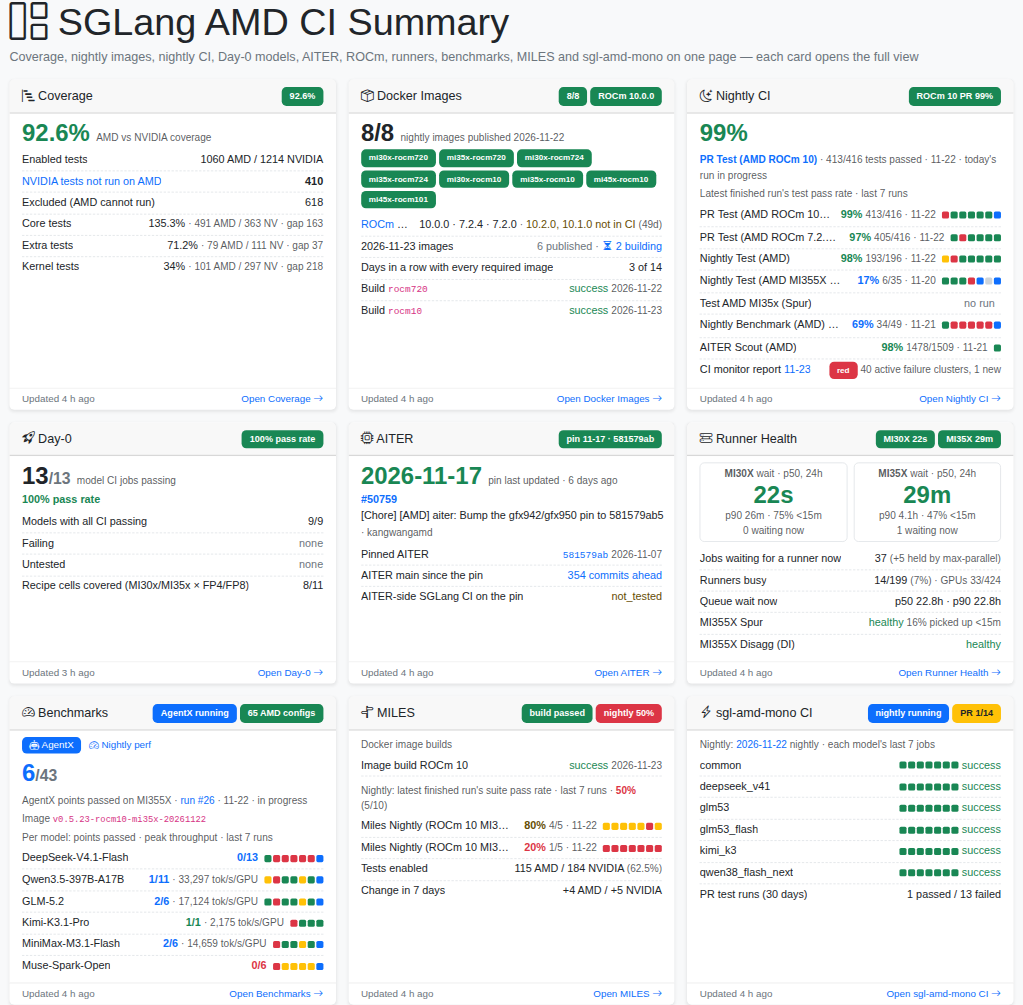 SGLang AMD CI Summary
Coverage, nightly images, nightly CI, Day-0 models, AITER, ROCm, runners, benchmarks, MILES and sgl-amd-mono on one page — each card opens the full view
Coverage 92.6%
92.6% AMD vs NVIDIA coverage
Enabled tests 1060 AMD / 1214 NVIDIA
NVIDIA tests not run on AMD 410
Excluded (AMD cannot run) 618
Core tests 135.3% · 491 AMD / 363 NV · gap 163
Extra tests 71.2% · 79 AMD / 111 NV · gap 37
Kernel tests 34% · 101 AMD / 297 NV · gap 218
Updated 4 h ago Open Coverage →
Docker Images 8/8 ROCm 10.0.0
8/8 nightly images published 2026-11-22
mi30x-rocm720 mi35x-rocm720 mi30x-rocm724
mi35x-rocm724 mi30x-rocm10 mi35x-rocm10 mi45x-rocm10
mi45x-rocm101
ROCm ... 10.0.0 · 7.2.4 · 7.2.0 · 10.2.0, 10.1.0 not in CI (49d)
2026-11-23 images 6 published · ⏳ 2 building
Days in a row with every required image 3 of 14
Build rocm720 success 2026-11-22
Build rocm10 success 2026-11-23
Updated 4 h ago Open Docker Images →
Nightly CI ROCm 10 PR 99%
99%
PR Test (AMD ROCm 10) · 413/416 tests passed · 11-22 · today's
run in progress
Latest finished run's test pass rate · last 7 runs
PR Test (AMD ROCm 10... 99% 413/416 · 11-22
PR Test (AMD ROCm 7.2.... 97% 405/416 · 11-22
Nightly Test (AMD) 98% 193/196 · 11-22
Nightly Test (AMD MI355X ... 17% 6/35 · 11-20
Test AMD MI35x (Spur) no run
Nightly Benchmark (AMD) ... 69% 34/49 · 11-21
AITER Scout (AMD) 98% 1478/1509 · 11-21
CI monitor report 11-23 red 40 active failure clusters, 1 new
Updated 4 h ago Open Nightly CI →
Day-0 100% pass rate
13/13 model CI jobs passing
100% pass rate
Models with all CI passing 9/9
Failing none
Untested none
Recipe cells covered (MI30x/MI35x × FP4/FP8) 8/11
Updated 3 h ago Open Day-0 →
AITER pin 11-17 · 581579ab
2026-11-17 pin last updated · 6 days ago
#50759
[Chore] [AMD] aiter: Bump the gfx942/gfx950 pin to 581579ab5
· kangwangamd
Pinned AITER 581579ab 2026-11-07
AITER main since the pin 354 commits ahead
AITER-side SGLang CI on the pin not_tested
Updated 4 h ago Open AITER →
Runner Health MI30X 22s MI35X 29m
MI30X wait · p50, 24h
22s
p90 26m · 75% <15m
0 waiting now
MI35X wait · p50, 24h
29m
p90 4.1h · 47% <15m
1 waiting now
Jobs waiting for a runner now 37 (+5 held by max-parallel)
Runners busy 14/199 (7%) · GPUs 33/424
Queue wait now p50 22.8h · p90 22.8h
MI355X Spur healthy 16% picked up <15m
MI355X Disagg (DI) healthy
Updated 4 h ago Open Runner Health →
Benchmarks AgentX running 65 AMD configs
AgentX Nightly perf
6/43
AgentX points passed on MI355X · run #26 · 11-22 · in progress
Image v0.5.23-rocm10-mi35x-20261122
Per model: points passed · peak throughput · last 7 runs
DeepSeek-V4.1-Flash 0/13
Qwen3.5-397B-A17B 1/11 · 33,297 tok/s/GPU
GLM-5.2 2/6 · 17,124 tok/s/GPU
Kimi-K3.1-Pro 1/1 · 2,175 tok/s/GPU
MiniMax-M3.1-Flash 2/6 · 14,659 tok/s/GPU
Muse-Spark-Open 0/6
Updated 4 h ago Open Benchmarks →
MILES build passed nightly 50%
Docker image builds
Image build ROCm 10 success 2026-11-23
Nightly: latest finished run's suite pass rate · last 7 runs · 50%
(5/10)
Miles Nightly (ROCm 10 MI3... 80% 4/5 · 11-22
Miles Nightly (ROCm 10 MI3... 20% 1/5 · 11-22
Tests enabled 115 AMD / 184 NVIDIA (62.5%)
Change in 7 days +4 AMD / +5 NVIDIA
Updated 4 h ago Open MILES →
sgl-amd-mono CI nightly running PR 1/14
Nightly: 2026-11-22 nightly · each model's last 7 jobs
common success
deepseek_v41 success
glm53 success
glm53_flash success
kimi_k3 success
qwen38_flash_next success
PR test runs (30 days) 1 passed / 13 failed
Updated 4 h ago Open sgl-amd-mono CI →